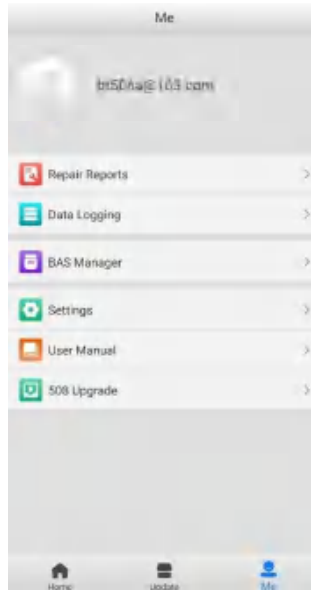 Me
Repair Reports
Data Logging
BAS Manager
Settings
User Manual
508 Upgrade
Home
Update
Me